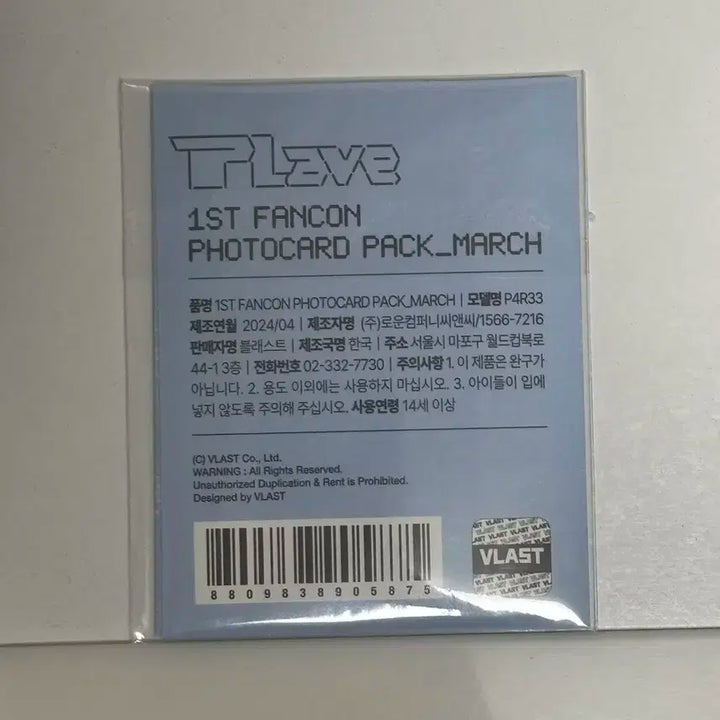 PLave
1ST FANCON
PHOTOCARD PACK_MARCH
품명 1ST FANCON PHOTOCARD PACK_MARCH | 모델명 P4R33
제조연월 2024/04 | 제조자명 (주)로운컴퍼니씨앤씨/1566-7216
판매자명 블래스트 | 제조국명 한국 | 주소 서울시 마포구 월드컵북로
44-1 3층 | 전화번호 02-332-7730 | 주의사항 1. 이 제품은 완구가
아닙니다. 2. 용도 이외에는 사용하지 마십시오. 3. 아이들이 입에
넣지 않도록 주의해 주십시오. 사용연령 14세 이상
(C) VLAST Co., Ltd.
WARNING : All Rights Reserved.
Unauthorized Duplication & Rent is Prohibited.
Designed by VLAST
8809838905875
VLAST